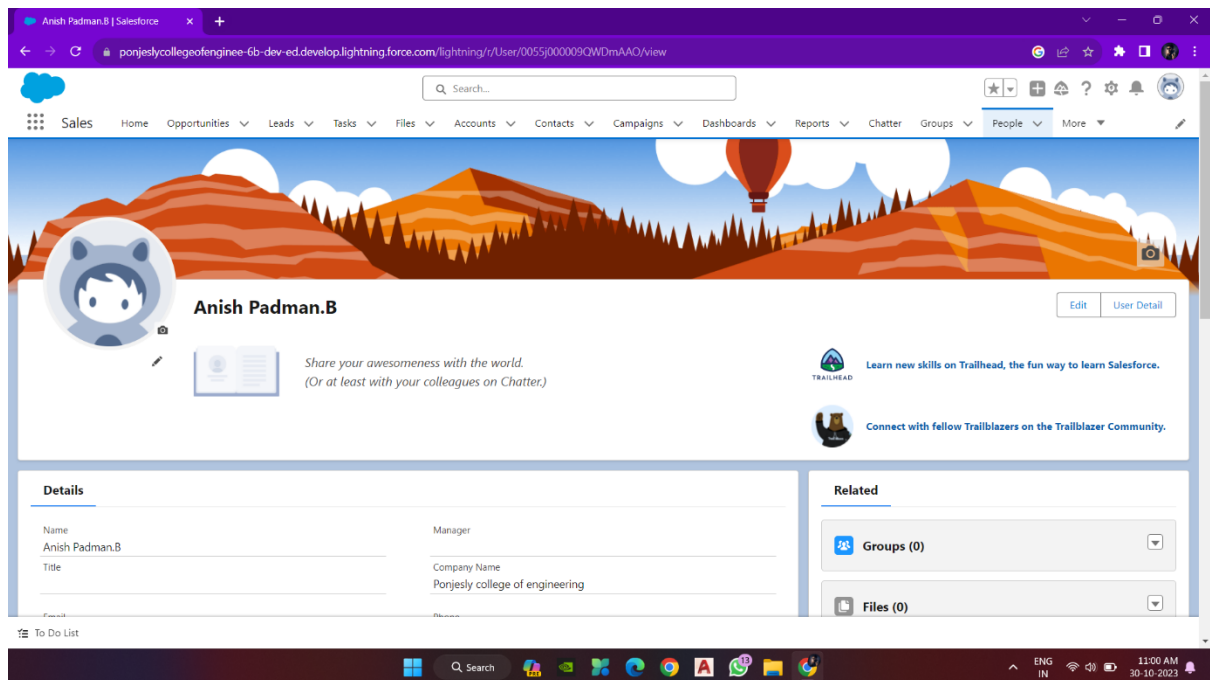 Anish Padman.B | Salesforce
ponjeslycollegeofenginee-6b-dev-ed.develop.lightning.force.com/lightning/r/User/0055j000009QWDmAAO/view
Search...
Sales Home Opportunities Leads Tasks Files Accounts Contacts Campaigns Dashboards Reports Chatter Groups People More
Anish Padman.B
Edit User Detail
Share your awesomeness with the world.
(Or at least with your colleagues on Chatter.)
TRAILHEAD
Learn new skills on Trailhead, the fun way to learn Salesforce.
Connect with fellow Trailblazers on the Trailblazer Community.
Details
Name
Anish Padman.B
Manager
Title
Company Name
Ponjesly college of engineering
Email
Phone
Related
Groups (0)
Files (0)
To Do List
Search
PRE
13
ENG
IN
11:00 AM
30-10-2023